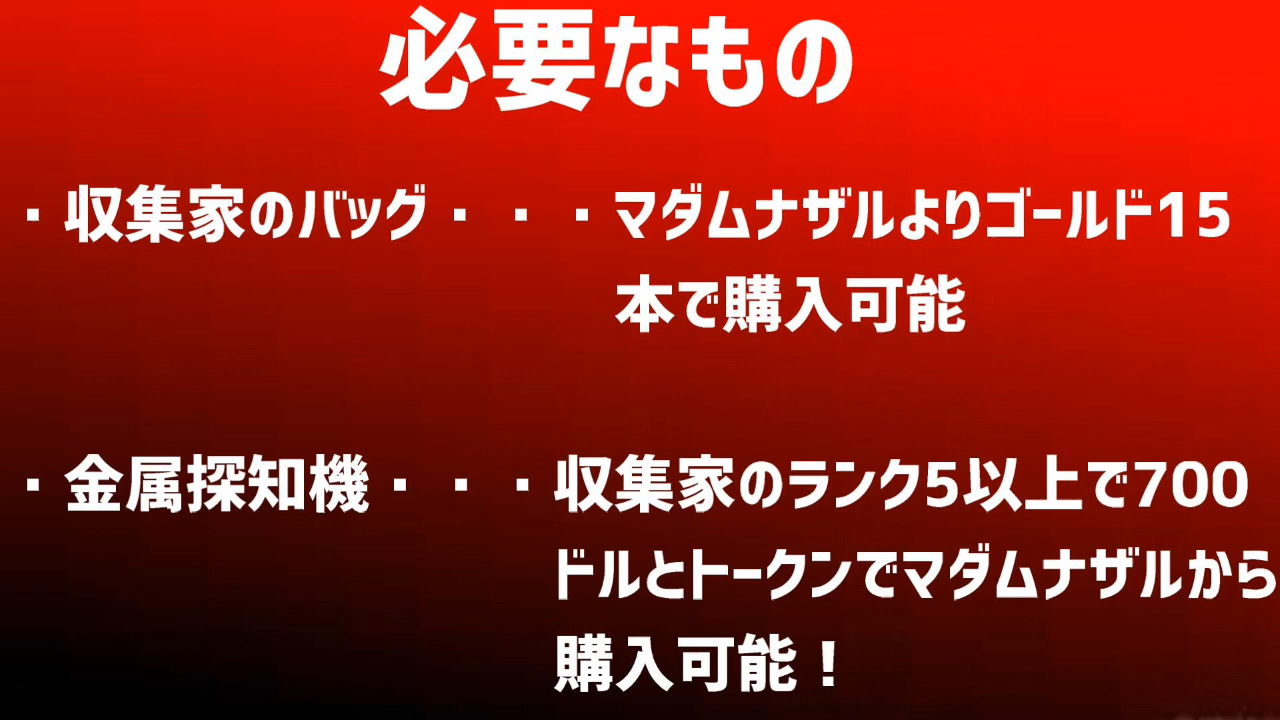 必要なもの
・収集家のバッグ・・・マダムナザルよりゴールド15
本で購入可能
・金属探知機・・・収集家のランク5以上で700
ドルとトークンでマダムナザルから
購入可能！